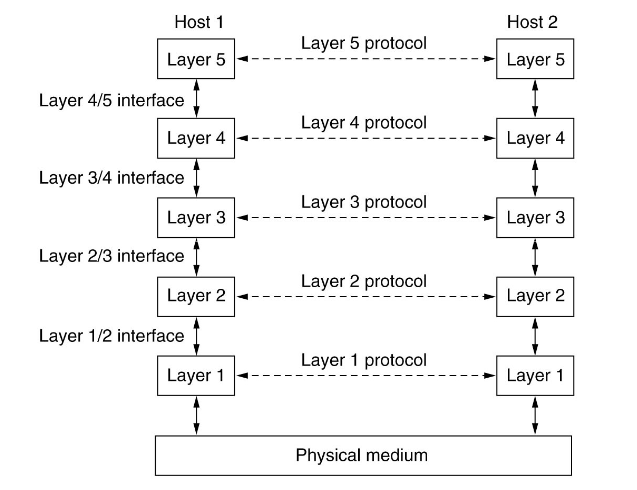 Host 1
Host 2
Layer 5
Layer 5 protocol
Layer 5
Layer 4/5 interface
Layer 4
Layer 4 protocol
Layer 4
Layer 3/4 interface
Layer 3
Layer 3 protocol
Layer 3
Layer 2/3 interface
Layer 2
Layer 2 protocol
Layer 2
Layer 1/2 interface
Layer 1
Layer 1 protocol
Layer 1
Physical medium